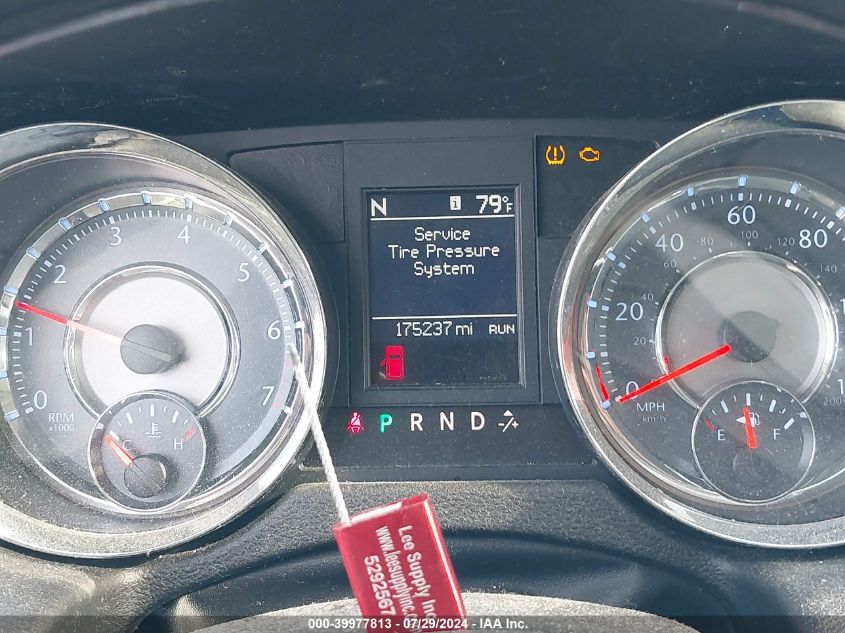 N 79°F
Service
Tire Pressure
System
175237 mi RUN
P R N D -/+
0 1 2 3 4 5 6 7
RPM
x1000
C H
0 20 40 60 80
20 60 80 100 120 140 200
MPH
km/h
E F
Lee Supply Inc
www.leesupplyinc.com
5292567
000-39977813 / 07/29/2024 - IAA Inc.